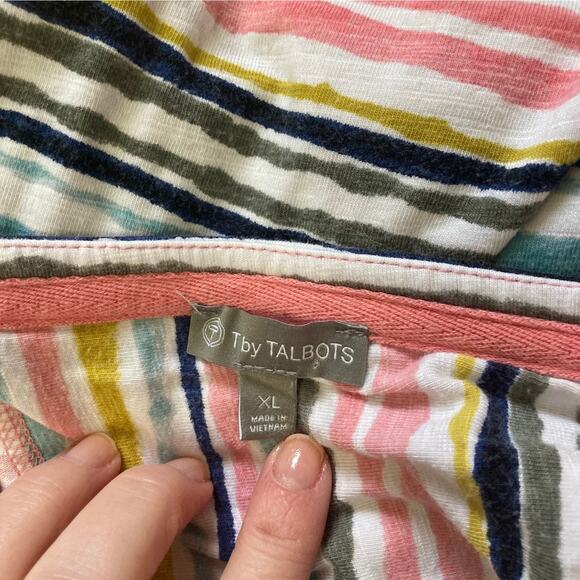 T by TALBOTS
XL
MADE IN
VIETNAM